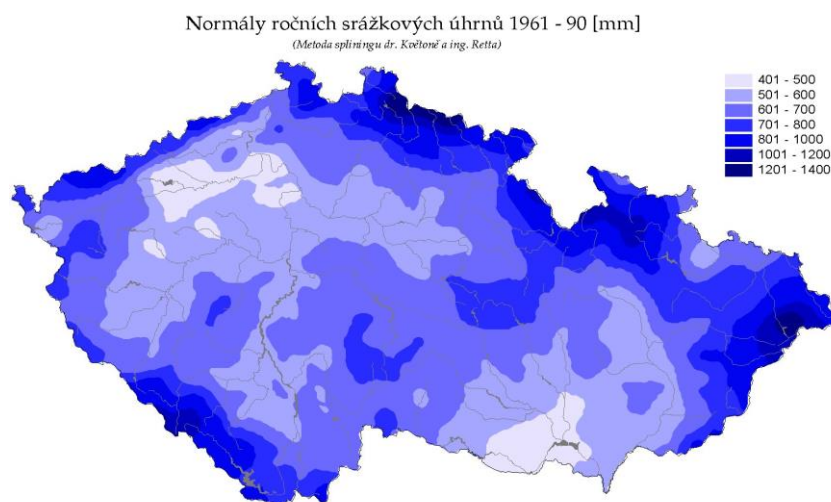 Normály ročních srážkových úhrnů 1961 - 90 [mm]
(Metoda spliningu dr. Květoně a ing. Retta)
401 - 500
501 - 600
601 - 700
701 - 800
801 - 1000
1001 - 1200
1201 - 1400